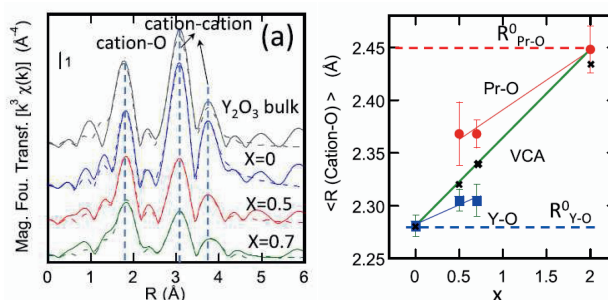 cation-cation
cation-O
(a)
1
Y₂O₃ bulk
X=0
X=0.5
X=0.7
Mag. Fou. Transf. [k³ χ(k)] (Å⁻⁴)
0 1 2 3 4 5 6
R (Å)
2.45
2.40
2.35
2.30
2.25
<R (Cation-O) > (Å)
R⁰Pr-O
Pr-O
VCA
Y-O
R⁰Y-O
0 0.5 1 1.5 2
X